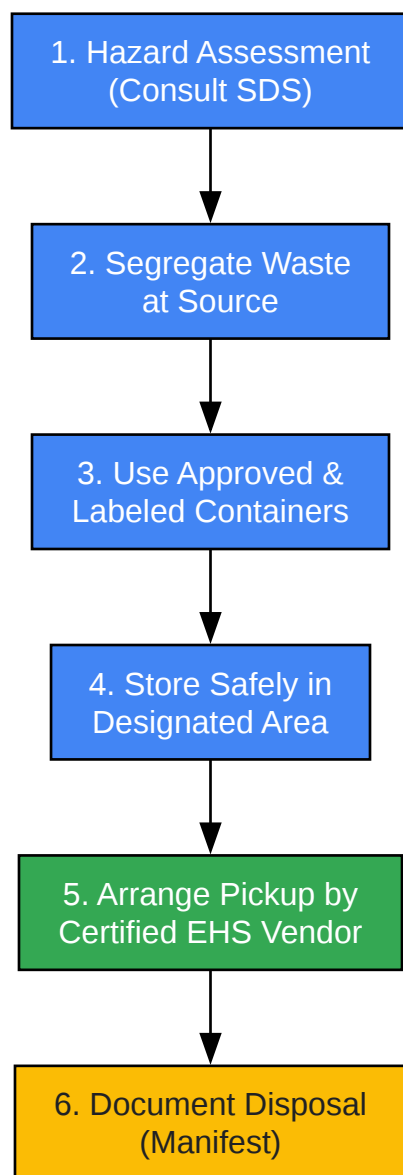 1. Hazard Assessment
(Consult SDS)
2. Segregate Waste
at Source
3. Use Approved &
Labeled Containers
4. Store Safely in
Designated Area
5. Arrange Pickup by
Certified EHS Vendor
6. Document Disposal
(Manifest)